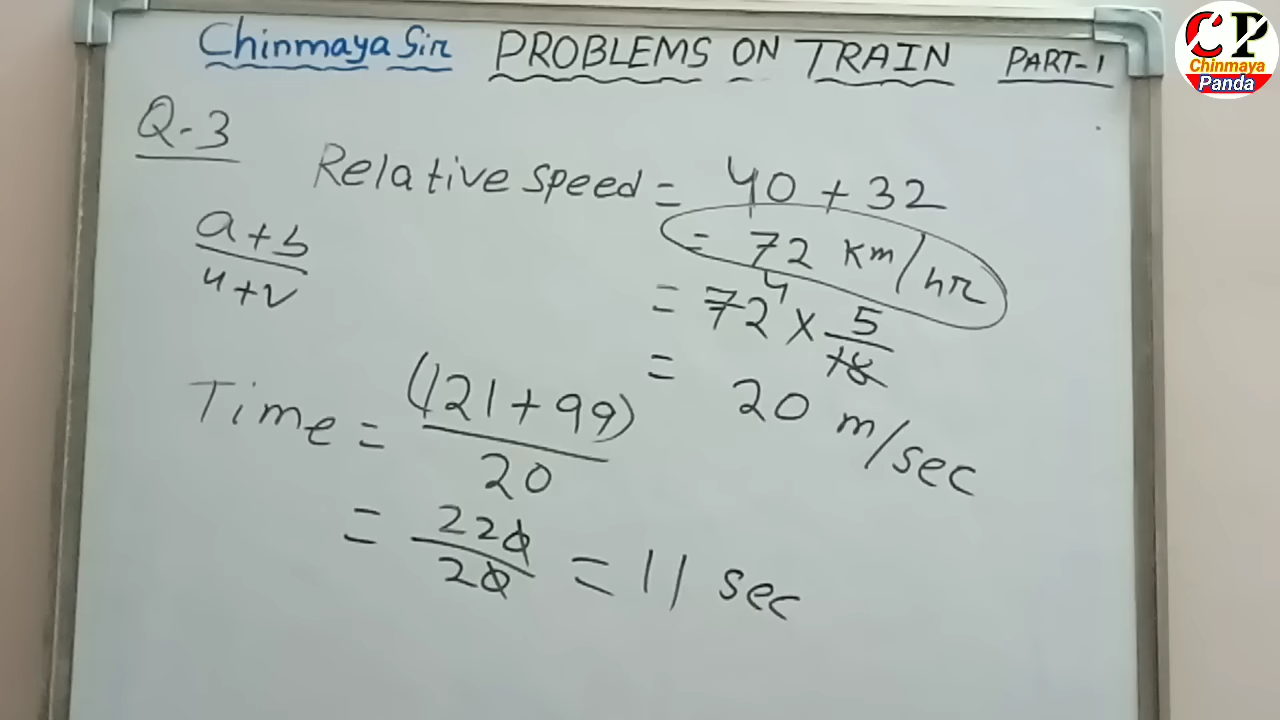 Chinmaya Sir PROBLEMS ON TRAIN PART-1
CP
Chinmaya
Panda
Q-3
Relative speed = 40 + 32
= 72 km/hr
= 72 4 × 5/18
= 20 m/sec
a+b/u+v
Time = (121+99)/20
= 220/20 = 11 sec